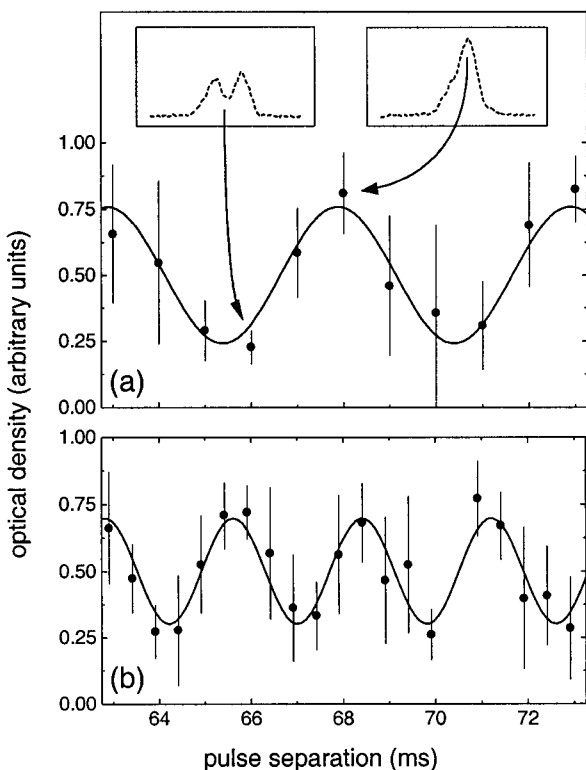 1.00
0.75
0.50
0.25
0.00
(a)
1.00
0.75
0.50
0.25
0.00
(b)
64 66 68 70 72
pulse separation (ms)
optical density (arbitrary units)